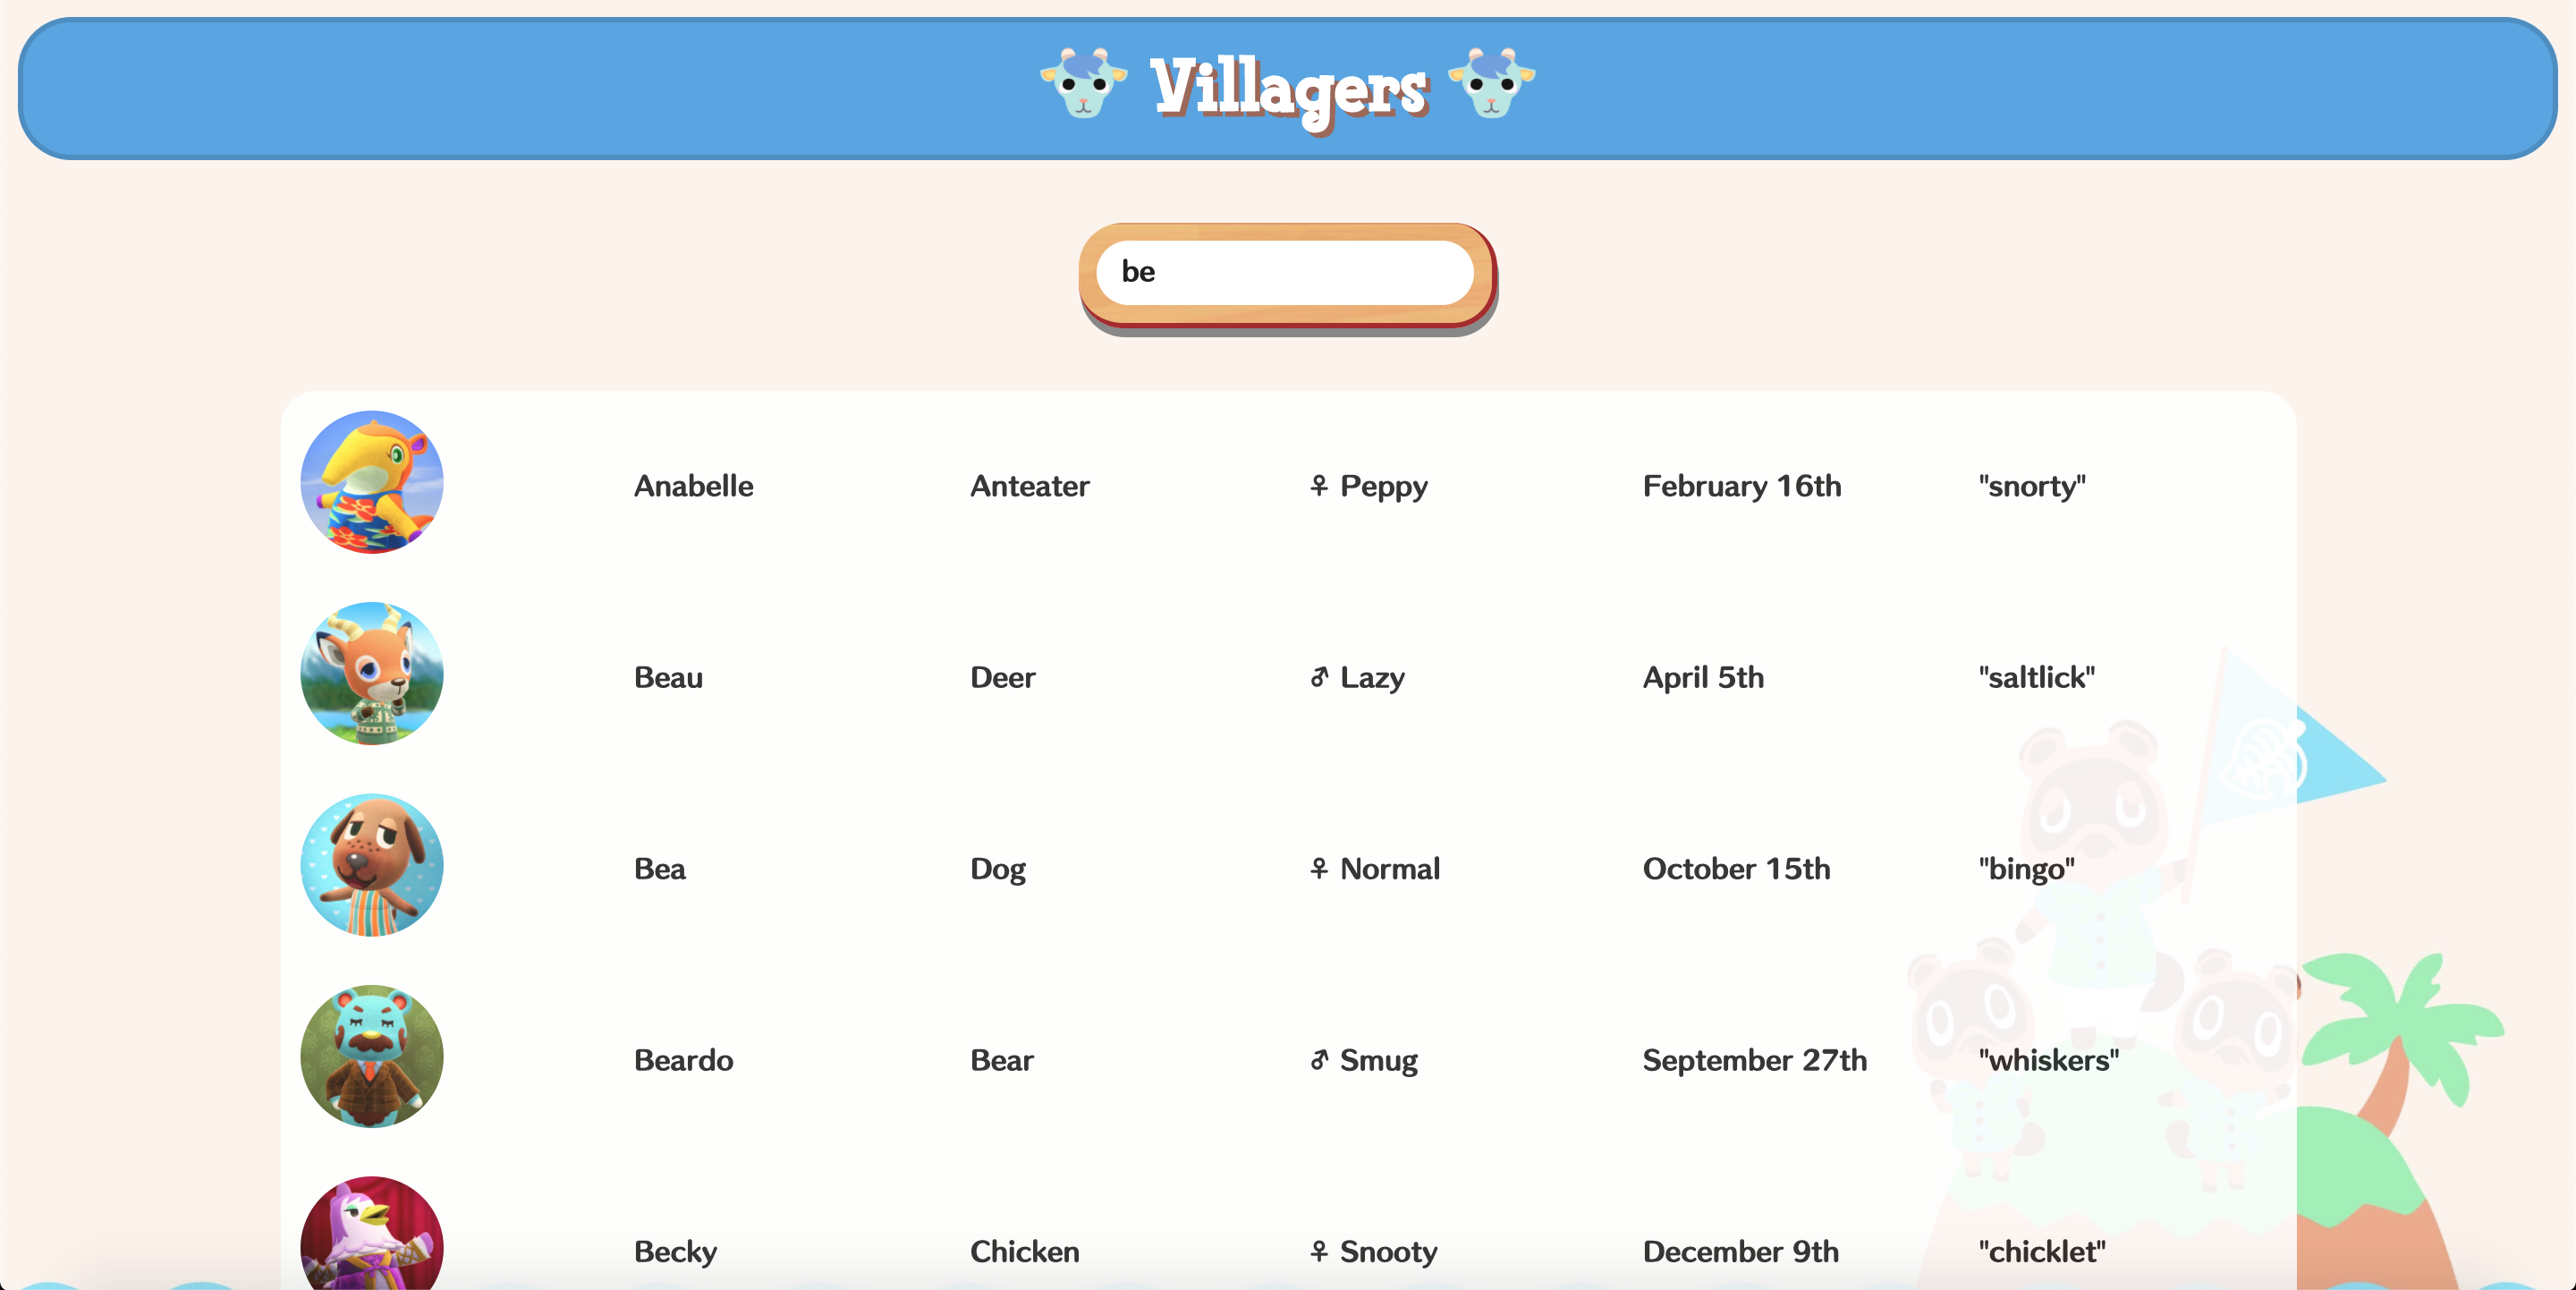 Villagers
be
Anabelle Anteater ♀ Peppy February 16th "snorty"
Beau Deer ♂ Lazy April 5th "saltlick"
Bea Dog ♀ Normal October 15th "bingo"
Beardo Bear ♂ Smug September 27th "whiskers"
Becky Chicken ♀ Snooty December 9th "chicklet"